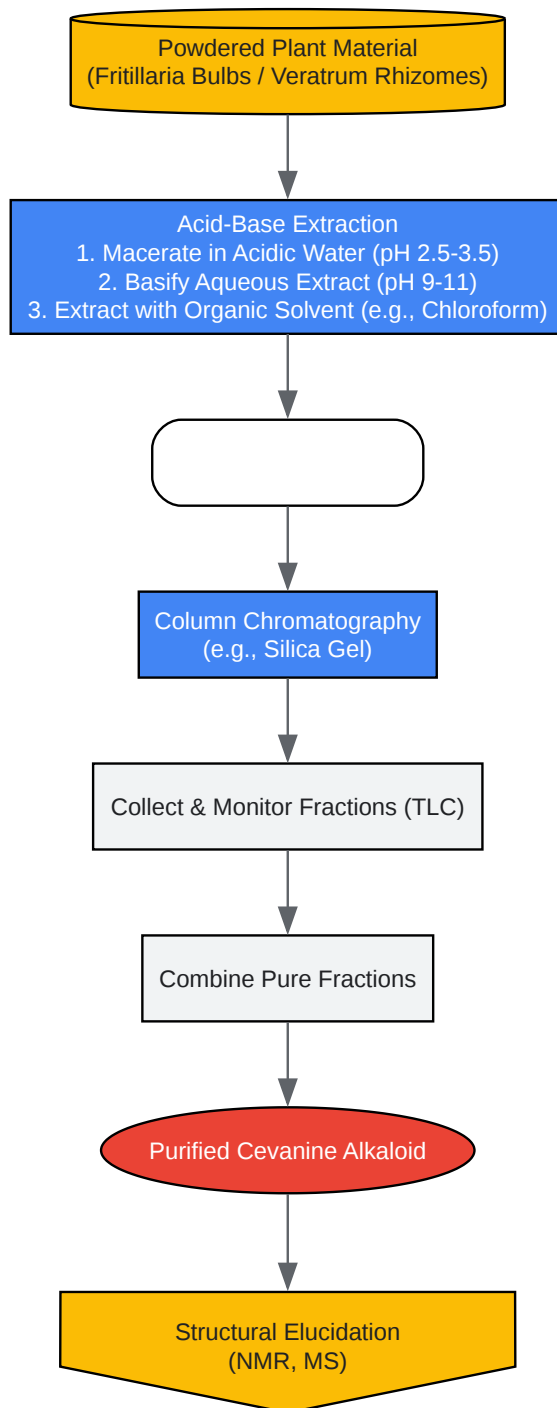 Powdered Plant Material
(Fritillaria Bulbs / Veratrum Rhizomes)
Acid-Base Extraction
1. Macerate in Acidic Water (pH 2.5-3.5)
2. Basify Aqueous Extract (pH 9-11)
3. Extract with Organic Solvent (e.g., Chloroform)
Column Chromatography
(e.g., Silica Gel)
Collect & Monitor Fractions (TLC)
Combine Pure Fractions
Purified Cevanine Alkaloid
Structural Elucidation
(NMR, MS)